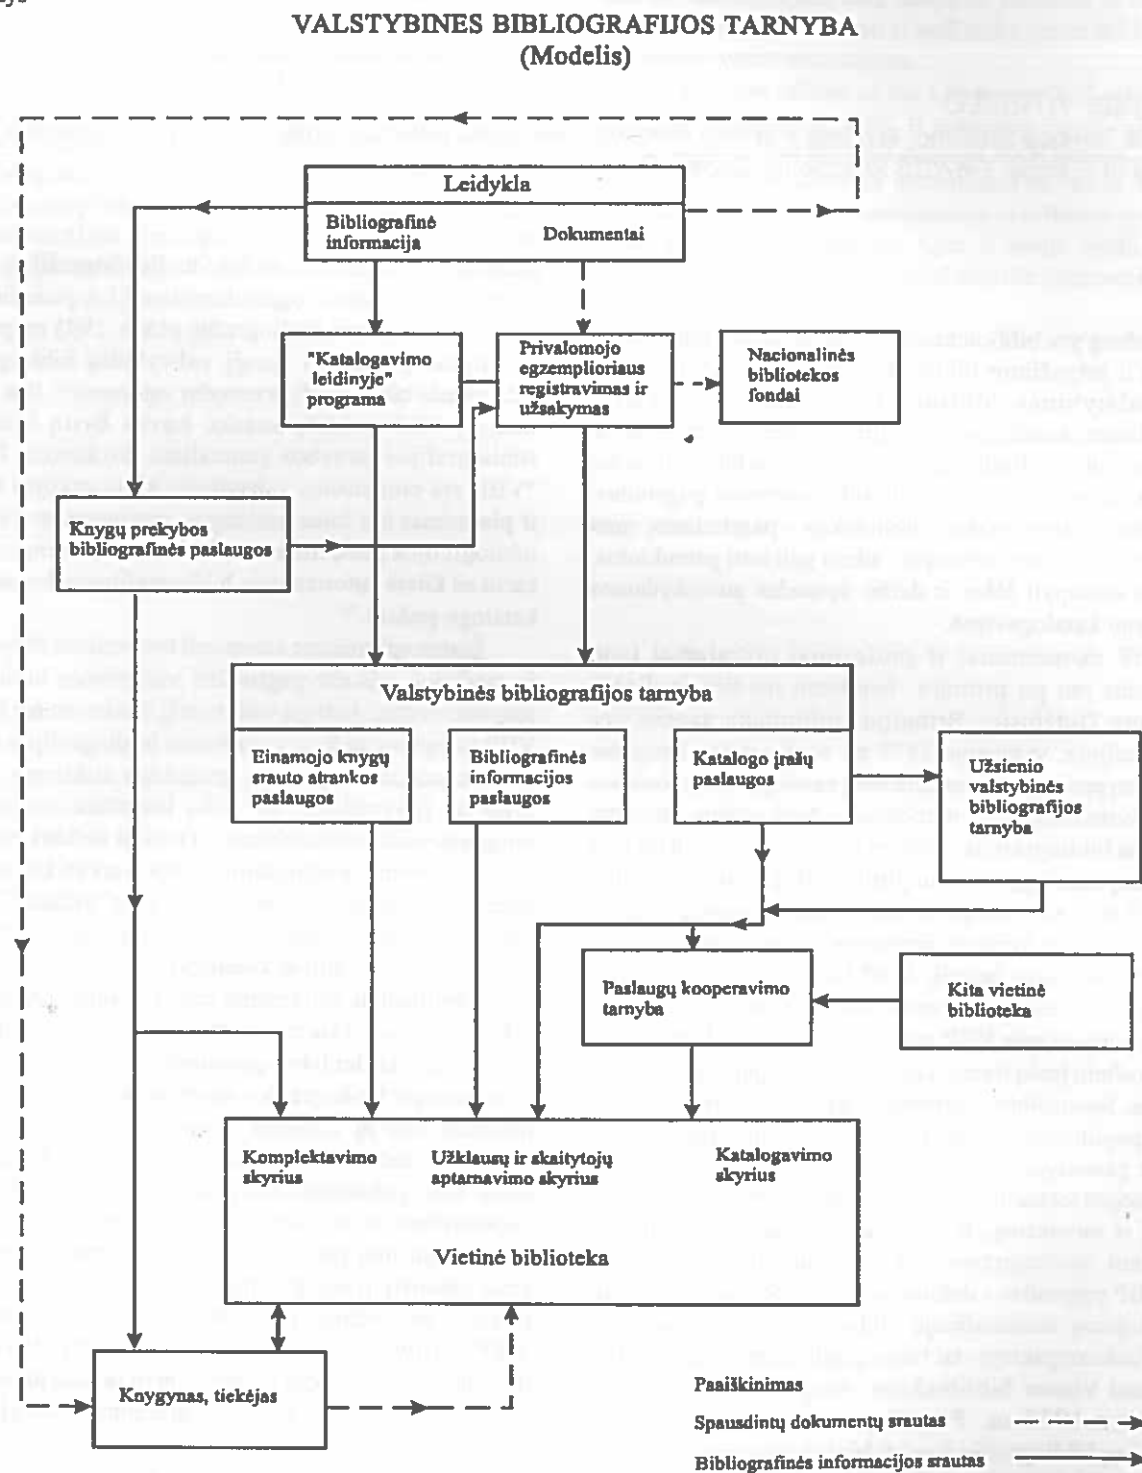 VALSTYBINĖS BIBLIOGRAFIJOS TARNYBA
(Modelis)
Leidykla
Bibliografinė
informacija
Dokumentai
"Katalogavimo
leidinyje"
programa
Privalomojo
egzemplioriaus
registravimas ir
užsakymas
Nacionalinės
bibliotekos
fondai
Knygų prekybos
bibliografinės paslaugos
Valstybinės bibliografijos tarnyba
Einamojo knygų
srauto atrankos
paslaugos
Bibliografinės
informacijos
paslaugos
Katalogo įrašų
paslaugos
Užsienio
valstybinės
bibliografijos
tarnyba
Paslaugų kooperavimo
tarnyba
Kita vietinė
biblioteka
Komplektavimo
skyrius
Užklausų ir skaitytojų
aptarnavimo skyrius
Katalogavimo
skyrius
Vietinė biblioteka
Knygynas, tiekėjas
Paaiškinimas
Spausdintų dokumentų srautas
Bibliografinės informacijos srautas